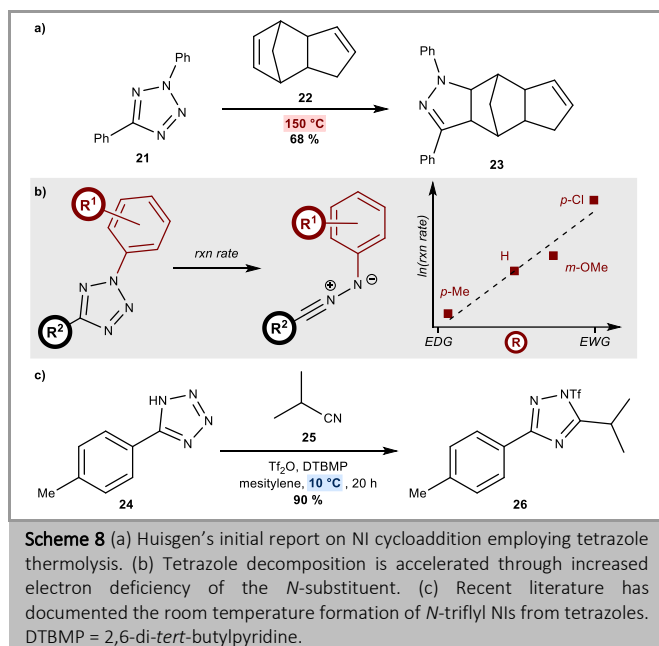 a)
Ph
N
N
N
N
Ph
21
22
150 °C
68 %
Ph
N
N
Ph
23
b)
R¹
N
N
N
N
R²
rxn rate
R¹
N
⊕
N
⊖
R²
ln(rxn rate)
p-Cl
H
m-OMe
p-Me
EDG
R
EWG
c)
HN
N
N
N
Me
24
CN
25
Tf₂O, DTBMP
mesitylene, 10 °C , 20 h
90 %
N
NTf
N
Me
26
Scheme 8 (a) Huisgen's initial report on NI cycloaddition employing tetrazole
thermolysis. (b) Tetrazole decomposition is accelerated through increased
electron deficiency of the N-substituent. (c) Recent literature has
documented the room temperature formation of N-triflyl NIs from tetrazoles.
DTBMP = 2,6-di-tert-butylpyridine.